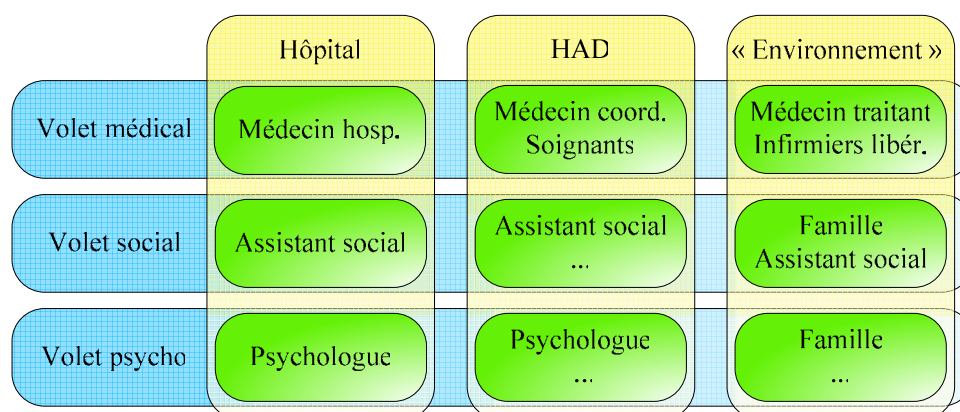 Hôpital
HAD
« Environnement »
Volet médical
Médecin hosp.
Médecin coord.
Soignants
Médecin traitant
Infirmiers libér.
Volet social
Assistant social
Assistant social
...
Famille
Assistant social
Volet psycho
Psychologue
Psychologue
...
Famille
...